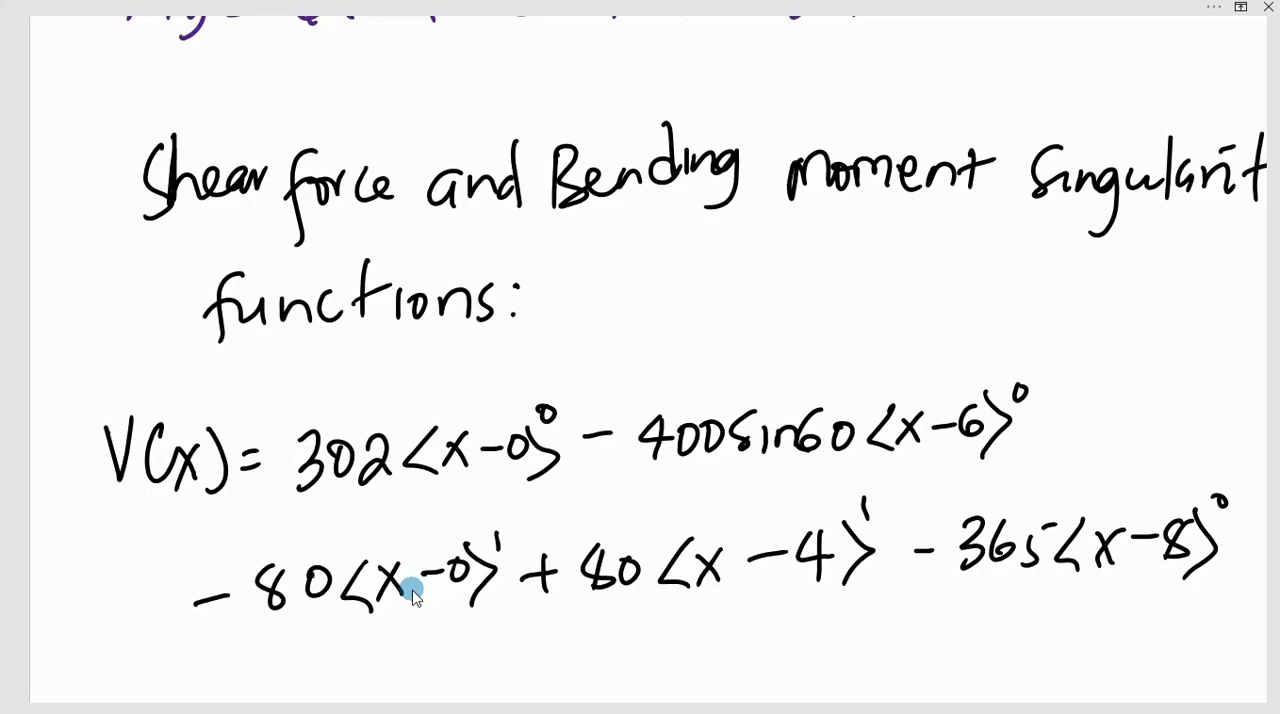 Shear force and Bending moment Singularit
functions:
V(x) = 302<x-0>⁰ - 400sin60<x-6>⁰
- 80<x-0>¹ + 80<x-4>¹ - 365<x-8>⁰